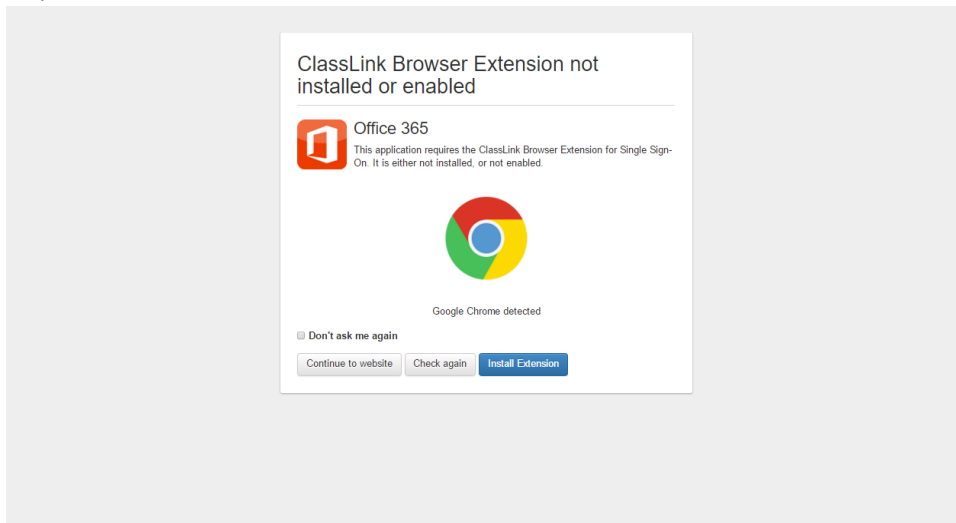 ClassLink Browser Extension not
installed or enabled
Office 365
This application requires the ClassLink Browser Extension for Single Sign-
On. It is either not installed, or not enabled.
Google Chrome detected
Don't ask me again
Continue to website
Check again
Install Extension